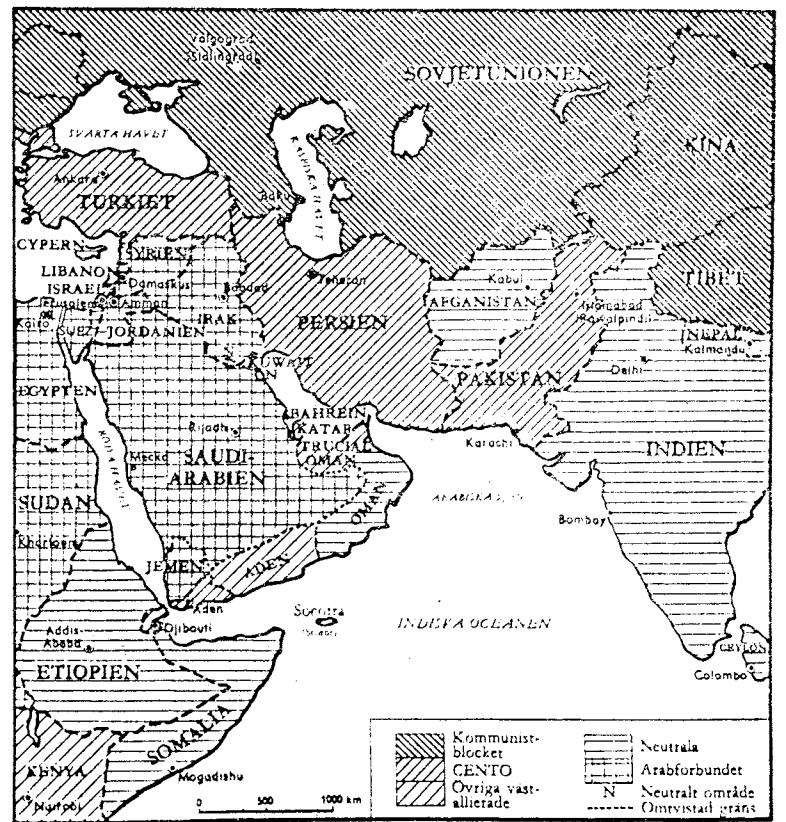 Volgograd
(Stalingrad)
SOVJETUNIONEN
SVARTA HAVET
KASPISKA HAVET
KINA
Ankara
TURKIET
Baku
CYPERN
SYRIEN
LIBANON
Damaskus
ISRAEL
Jerusalem
Amman
Bagdad
Teheran
Kabul
AFGANISTAN
TIBET
Islamabad
(Rawalpindi)
Kairo
SUEZ
JORDANIEN
IRAK
PERSIEN
NEPAL
Katmandu
KUWAIT
N
Delhi
PAKISTAN
EGYPTEN
BAHREIN
KATAR
TRUCIAL
OMAN
Rijadh
Karachi
INDIEN
RÖDA HAVET
Mecka
SAUDI-
ARABIEN
SUDAN
OMAN
ARABISKA
Bombay
Khartoum
JEMEN
ADEN
Aden
Socotra
Djibouti
INDISKA OCEANEN
Addis-
Abeba
ETIOPIEN
CEYLON
Colombo
SOMALIA
KENYA
Mogadishu
Nairobi
0 500 1000 km
Kommunist-
blocket
CENTO
Övriga väst-
allierade
Neutrala
Arabförbundet
N Neutralt område
Omtvistad gräns